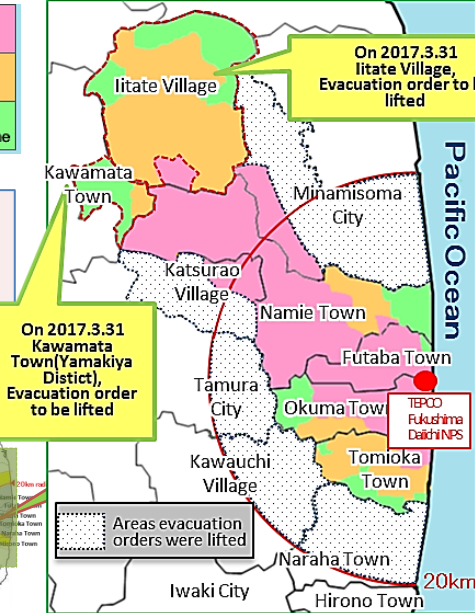 On 2017.3.31
Iitate Village,
Evacuation order to
lifted
Iitate Village
Kawamata
Town
Minamisoma
City
Pacific Ocean
Katsurao
Village
Namie Town
On 2017.3.31
Kawamata
Town(Yamakiya
Distict),
Evacuation order
to be lifted
Futaba Town
Tamura
City
Okuma Town
TEPCO
Fukushima
Daiichi NPS
Kawauchi
Village
Tomioka
Town
20km
Areas evacuation
orders were lifted
Naraha Town
20km
Iwaki City
Hirono Town